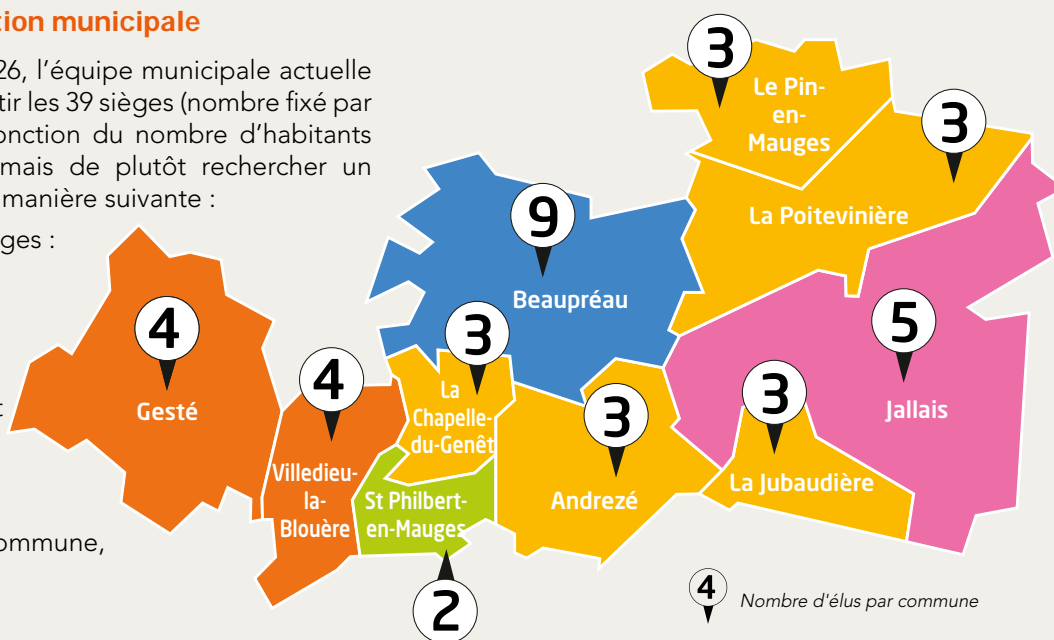 tion municipale
26, l'équipe municipale actuelle
tir les 39 sièges (nombre fixé par
onction du nombre d'habitants
mais de plutôt rechercher un
manière suivante :
ges :
t
ommune,
3
Le Pin-
en-
Mauges
3
La Poitevinière
9
Beaupréau
4
Gesté
4
Villedieu-
la-
Blouère
3
La
Chapelle-
du-Genêt
St Philbert-
en-Mauges
2
3
Andrezé
5
Jallais
3
La Jubaudière
4
Nombre d'élus par commune